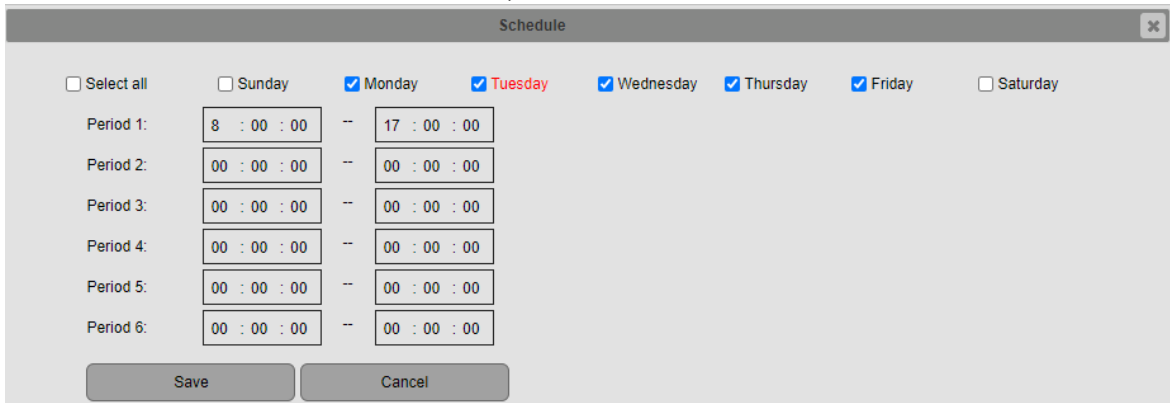 Schedule
Select all Sunday Monday Tuesday Wednesday Thursday Friday Saturday
Period 1: 8 : 00 : 00 -- 17 : 00 : 00
Period 2: 00 : 00 : 00 -- 00 : 00 : 00
Period 3: 00 : 00 : 00 -- 00 : 00 : 00
Period 4: 00 : 00 : 00 -- 00 : 00 : 00
Period 5: 00 : 00 : 00 -- 00 : 00 : 00
Period 6: 00 : 00 : 00 -- 00 : 00 : 00
Save Cancel